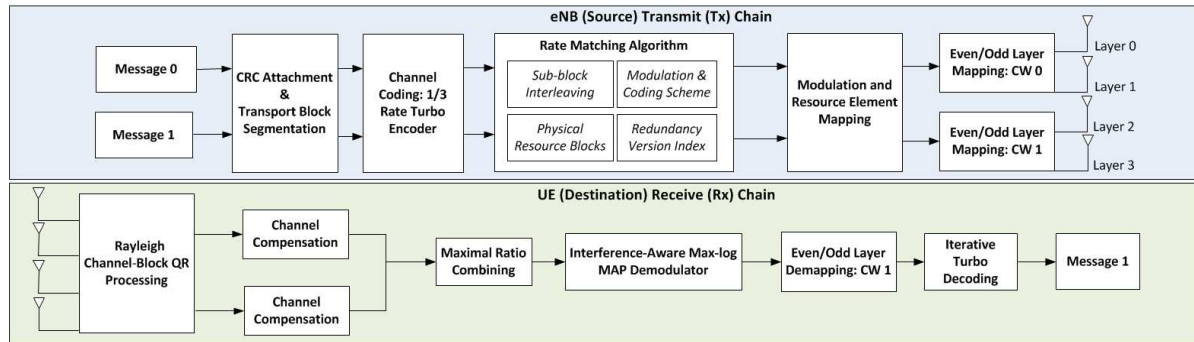 eNB (Source) Transmit (Tx) Chain
Message 0
Message 1
CRC Attachment
&
Transport Block
Segmentation
Channel
Coding: 1/3
Rate Turbo
Encoder
Rate Matching Algorithm
Sub-block
Interleaving
Modulation &
Coding Scheme
Physical
Resource Blocks
Redundancy
Version Index
Modulation and
Resource Element
Mapping
Even/Odd Layer
Mapping: CW 0
Even/Odd Layer
Mapping: CW 1
Layer 0
Layer 1
Layer 2
Layer 3
UE (Destination) Receive (Rx) Chain
Rayleigh
Channel-Block QR
Processing
Channel
Compensation
Channel
Compensation
Maximal Ratio
Combining
Interference-Aware Max-log
MAP Demodulator
Even/Odd Layer
Demapping: CW 1
Iterative
Turbo
Decoding
Message 1